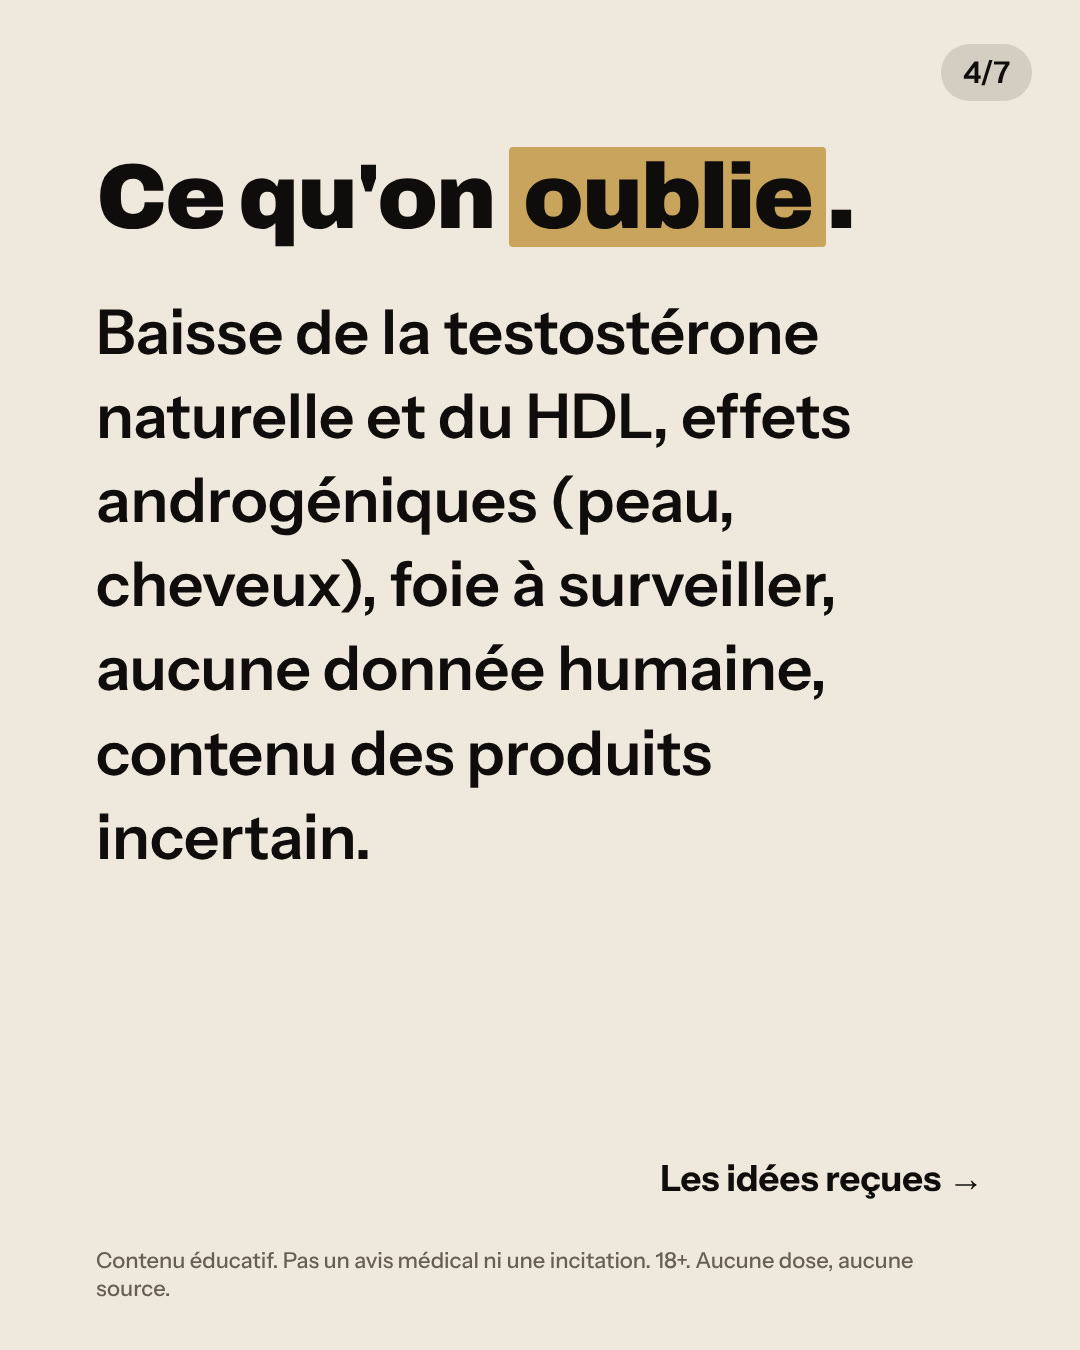 4/7
Ce qu'on oublie.
Baisse de la testostérone
naturelle et du HDL, effets
androgéniques (peau,
cheveux), foie à surveiller,
aucune donnée humaine,
contenu des produits
incertain.
Les idées reçues →
Contenu éducatif. Pas un avis médical ni une incitation. 18+. Aucune dose, aucune
source.